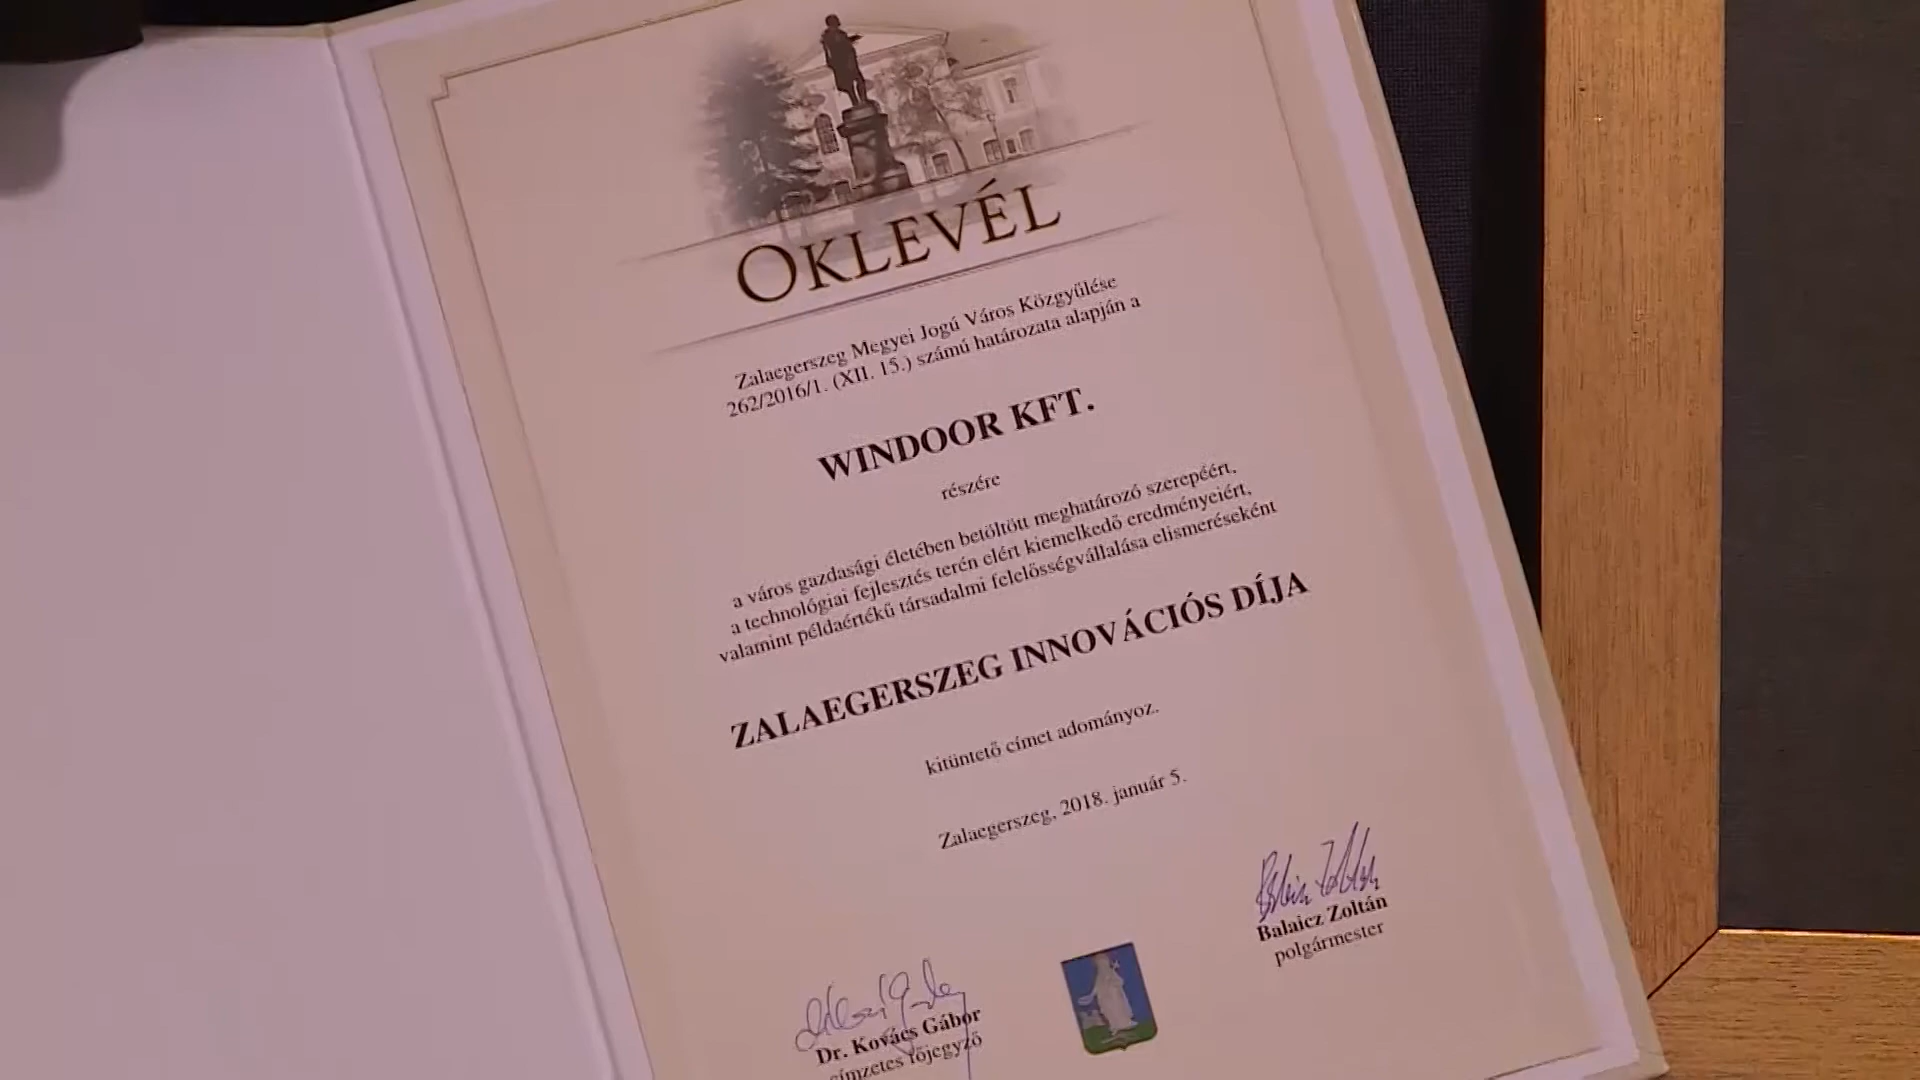 OKLEVÉL
Zalaegerszeg Megyei Jogú Város Közgyűlése
262/2016/1. (XII. 15.) számú határozata alapján a
WINDOOR KFT.
részére
a város gazdasági életében betöltött meghatározó szerepéért,
a technológiai fejlesztés terén elért kiemelkedő eredményeiért,
valamint példaértékű társadalmi felelősségvállalása elismeréseként
ZALAEGERSZEG INNOVÁCIÓS DÍJA
kitüntető címet adományoz.
Zalaegerszeg, 2018. január 5.
Balaicz Zoltán
polgármester
Dr. Kovács Gábor
címzetes főjegyző